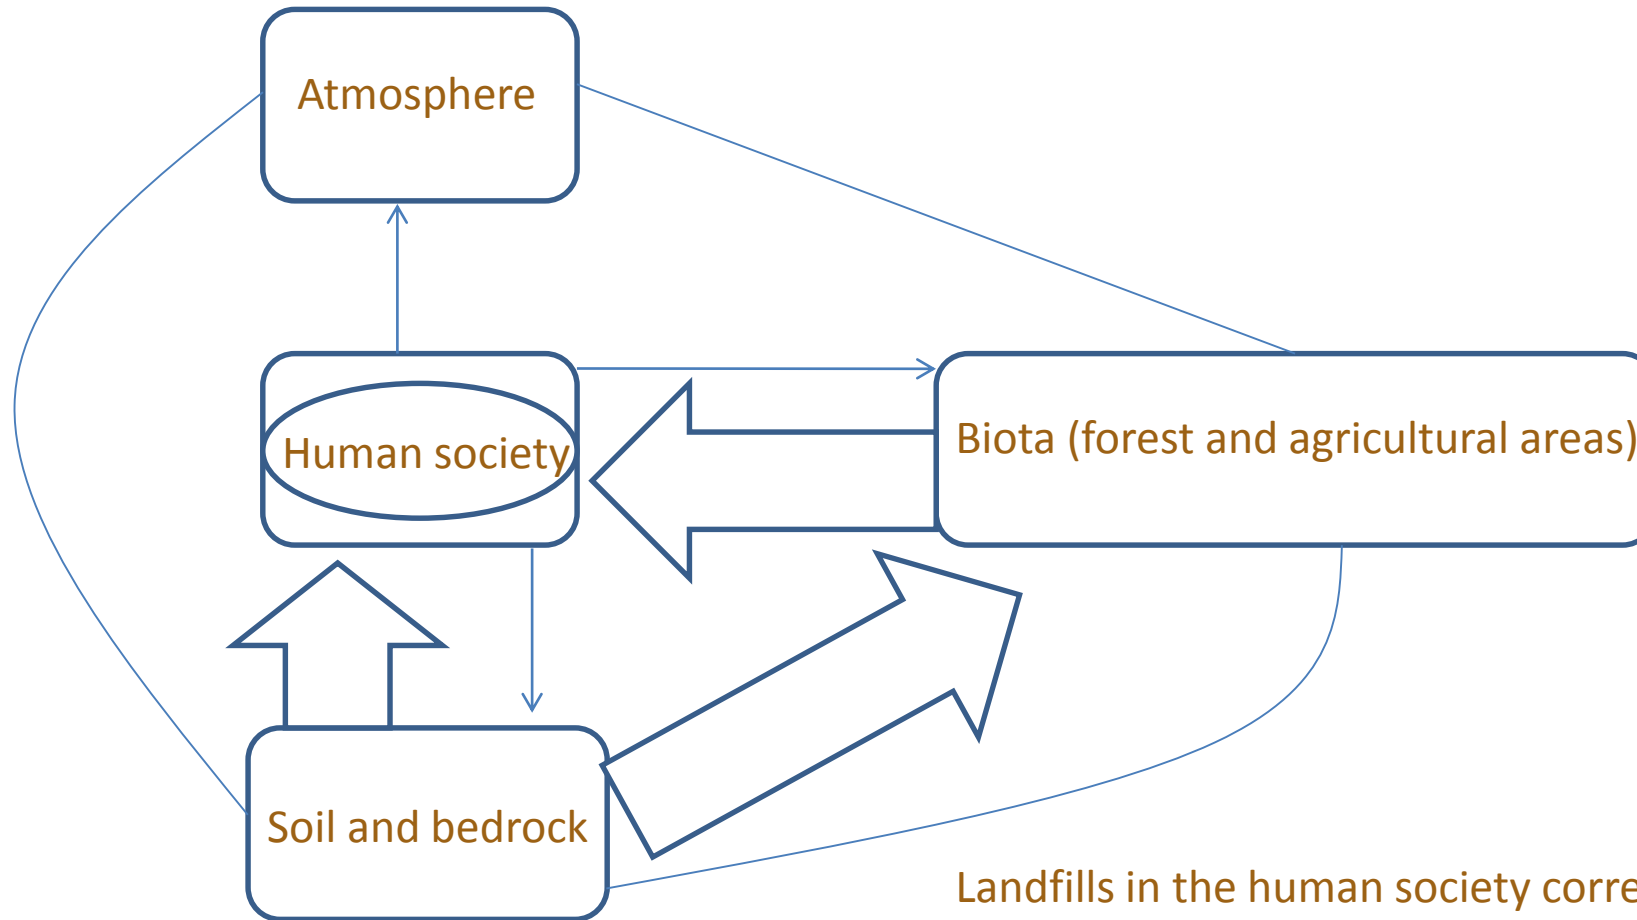 Atmosphere
Human society
Biota (forest and agricultural areas)
Soil and bedrock
Landfills in the human society corre